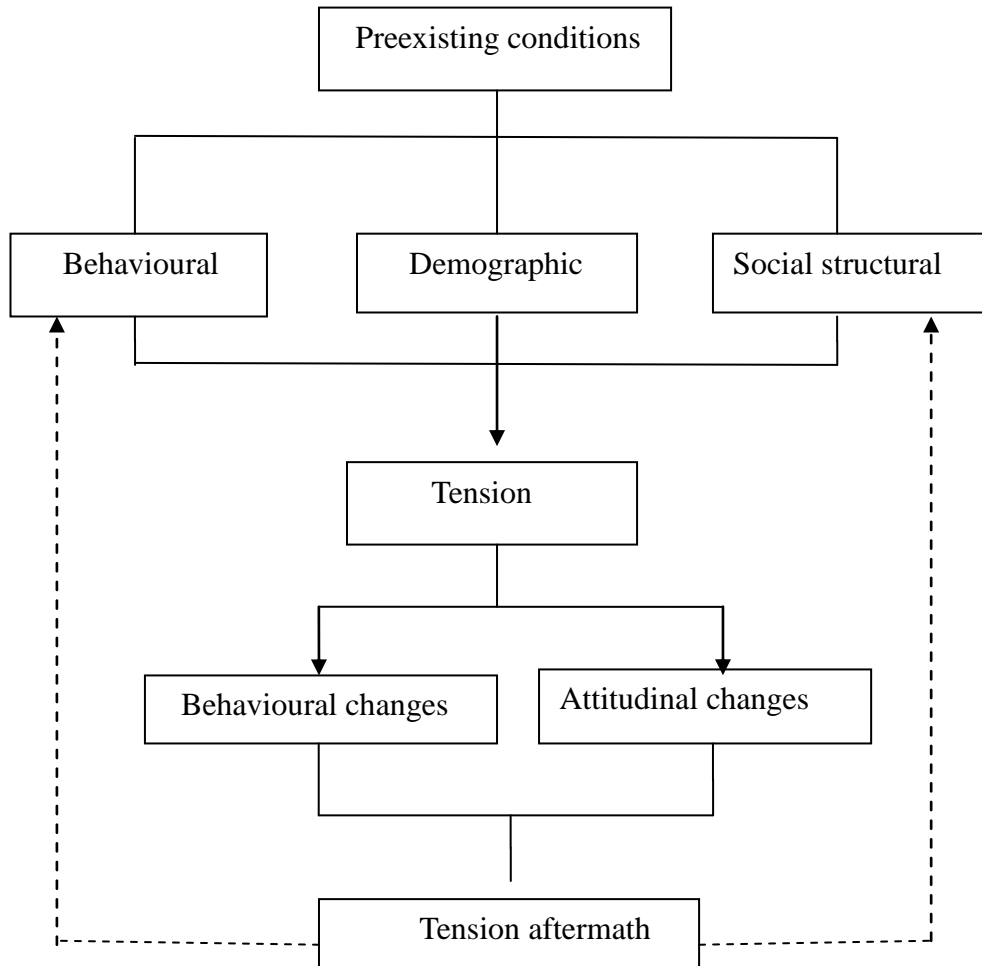 Preexisting conditions
Behavioural
Demographic
Social structural
Tension
Behavioural changes
Attitudinal changes
Tension aftermath